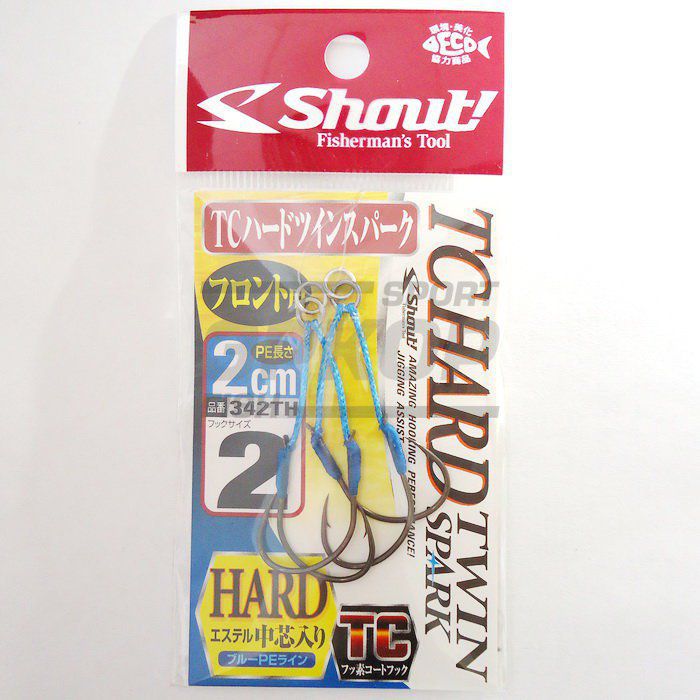 環境・美化
ECO
協力商品
Shout!
Fisherman's Tool
TCハードツインスパーク
フロント
PE長さ
2cm
品番 342TH
フックサイズ
2
HARD
エステル中芯入り
ブルーPEライン
TC
フッ素コートフック
TC HARD TWIN
SPARK
Shout!
Fisherman's Tool
AMAZING HOOKING PERFORMANCE!
JIGGING ASSIST
SPORT